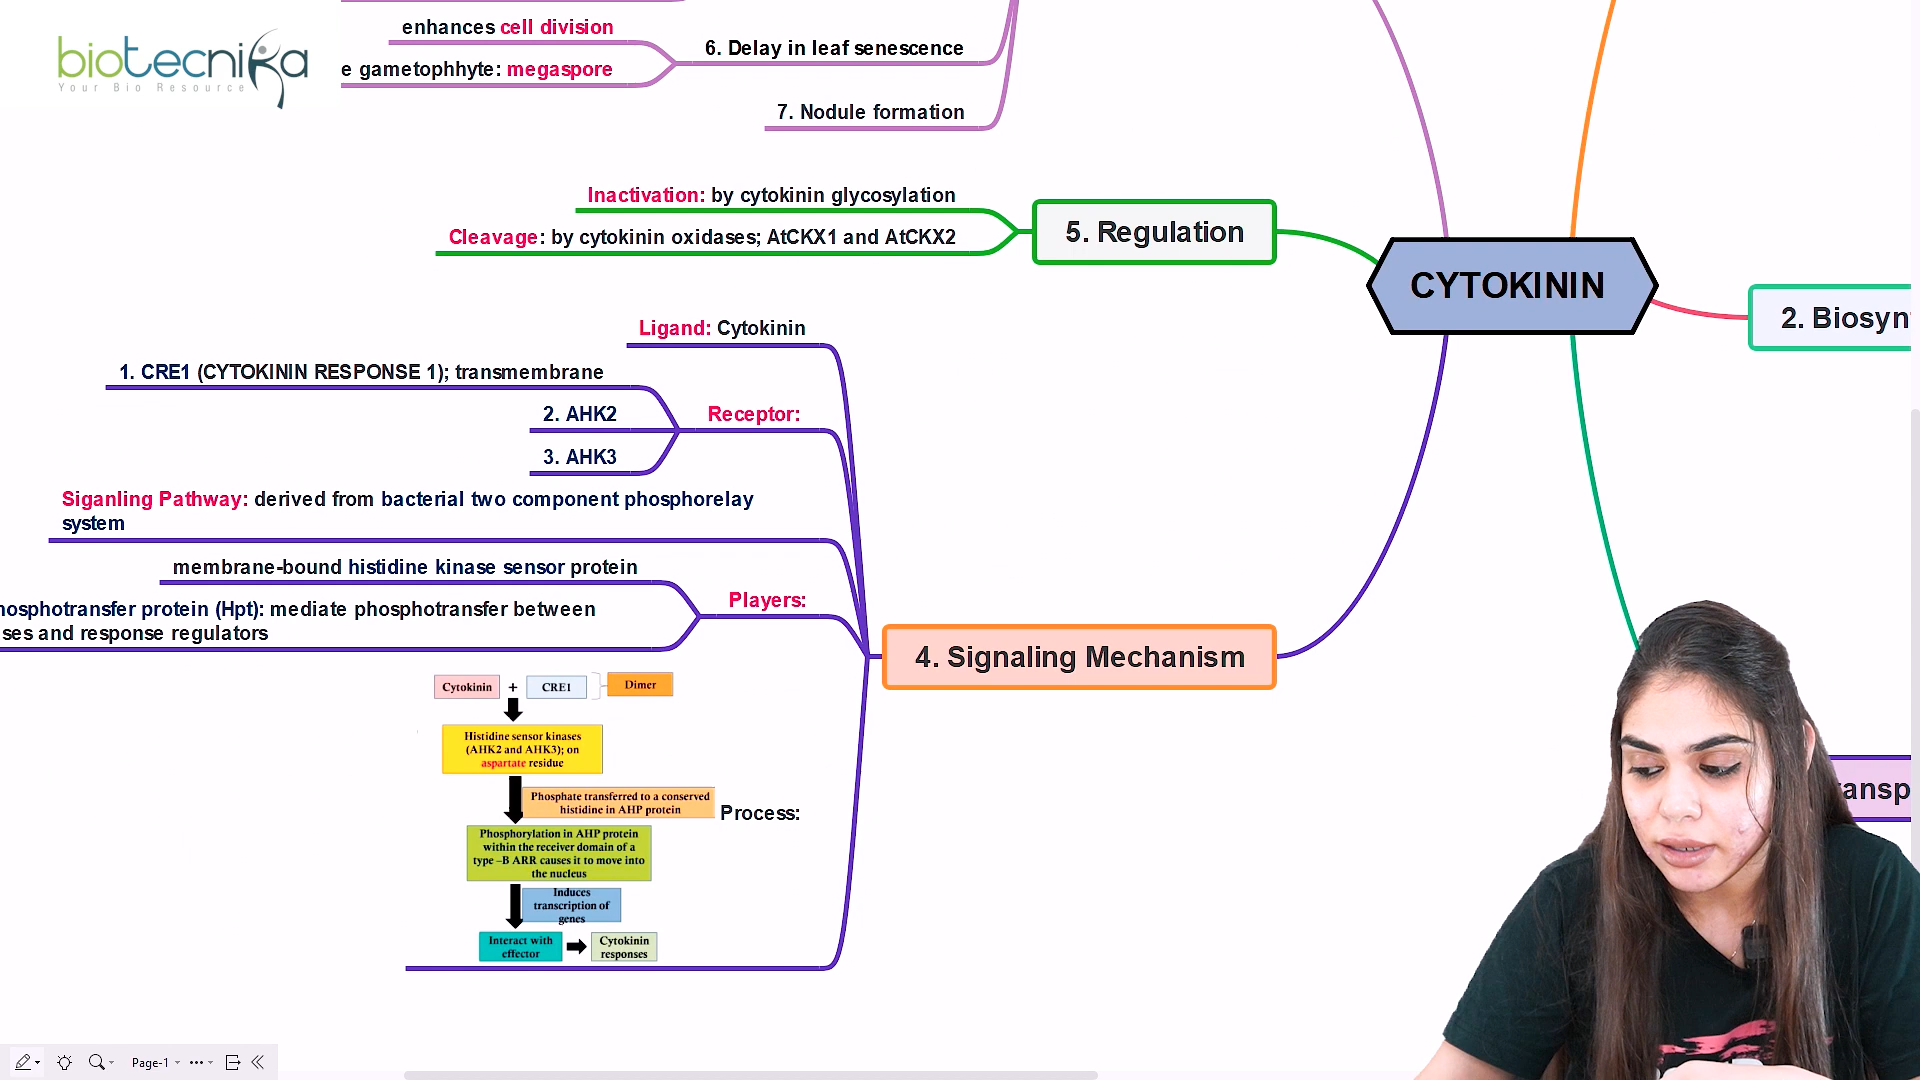 biotecnika
Your Bio Resource
enhances cell division
e gametophhyte: megaspore
6. Delay in leaf senescence
7. Nodule formation
Inactivation: by cytokinin glycosylation
Cleavage: by cytokinin oxidases; AtCKX1 and AtCKX2
5. Regulation
CYTOKININ
2. Biosyn
Ligand: Cytokinin
1. CRE1 (CYTOKININ RESPONSE 1); transmembrane
2. AHK2
3. AHK3
Receptor:
Siganling Pathway: derived from bacterial two component phosphorelay
system
membrane-bound histidine kinase sensor protein
hosphotransfer protein (Hpt): mediate phosphotransfer between
ses and response regulators
Players:
4. Signaling Mechanism
Cytokinin + CRE1 Dimer
Histidine sensor kinases
(AHK2 and AHK3); on
aspartate residue
Phosphate transferred to a conserved
histidine in AHP protein
Process:
Phosphorylation in AHP protein
within the receiver domain of a
type –B ARR causes it to move into
the nucleus
Induces
transcription of
genes
Interact with
effector
Cytokinin
responses
ansp
Page-1